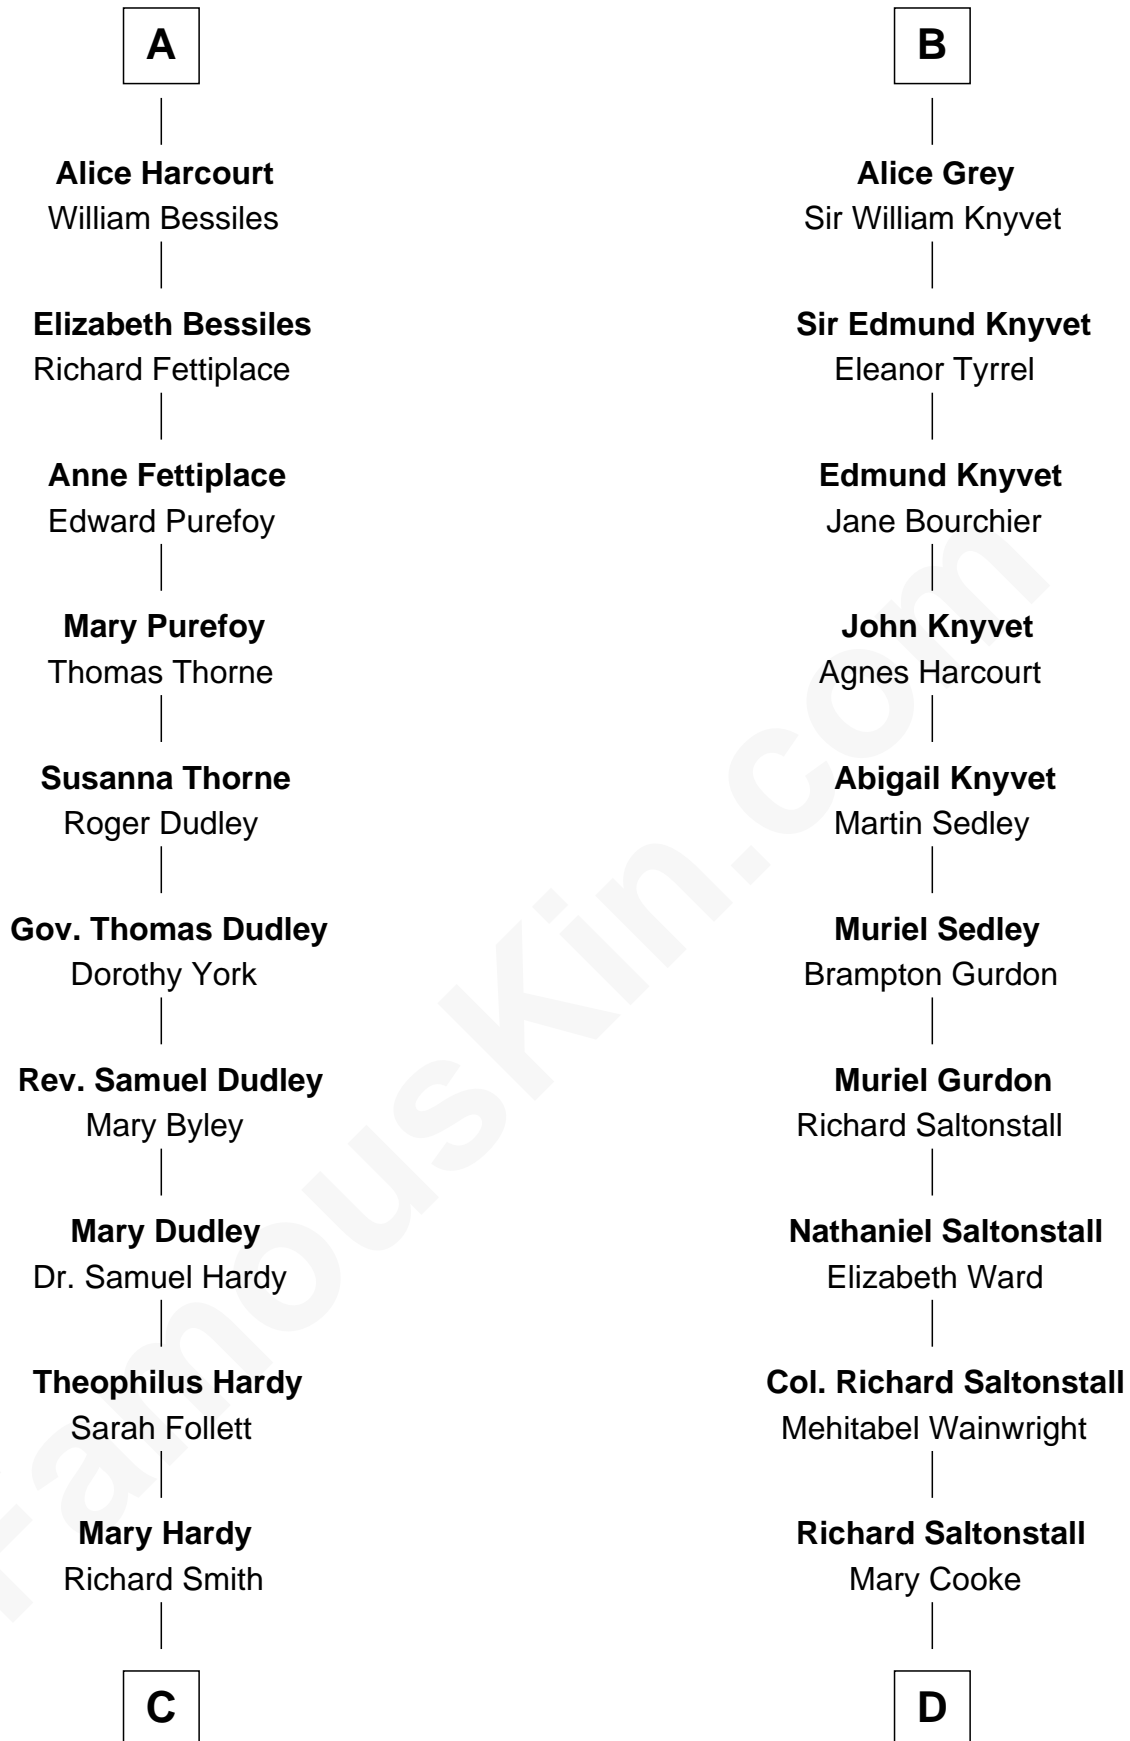 A
Alice Harcourt
William Bessiles
Elizabeth Bessiles
Richard Fettiplace
Anne Fettiplace
Edward Purefoy
Mary Purefoy
Thomas Thorne
Susanna Thorne
Roger Dudley
Gov. Thomas Dudley
Dorothy York
Rev. Samuel Dudley
Mary Byley
Mary Dudley
Dr. Samuel Hardy
Theophilus Hardy
Sarah Follett
Mary Hardy
Richard Smith
C
B
Alice Grey
Sir William Knyvet
Sir Edmund Knyvet
Eleanor Tyrrel
Edmund Knyvet
Jane Bourchier
John Knyvet
Agnes Harcourt
Abigail Knyvet
Martin Sedley
Muriel Sedley
Brampton Gurdon
Muriel Gurdon
Richard Saltonstall
Nathaniel Saltonstall
Elizabeth Ward
Col. Richard Saltonstall
Mehitabel Wainwright
Richard Saltonstall
Mary Cooke
D
FamousKin.com